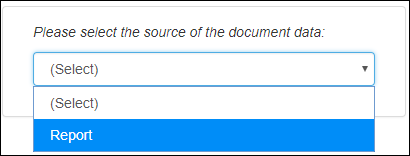 Please select the source of the document data:
(Select)
(Select)
Report